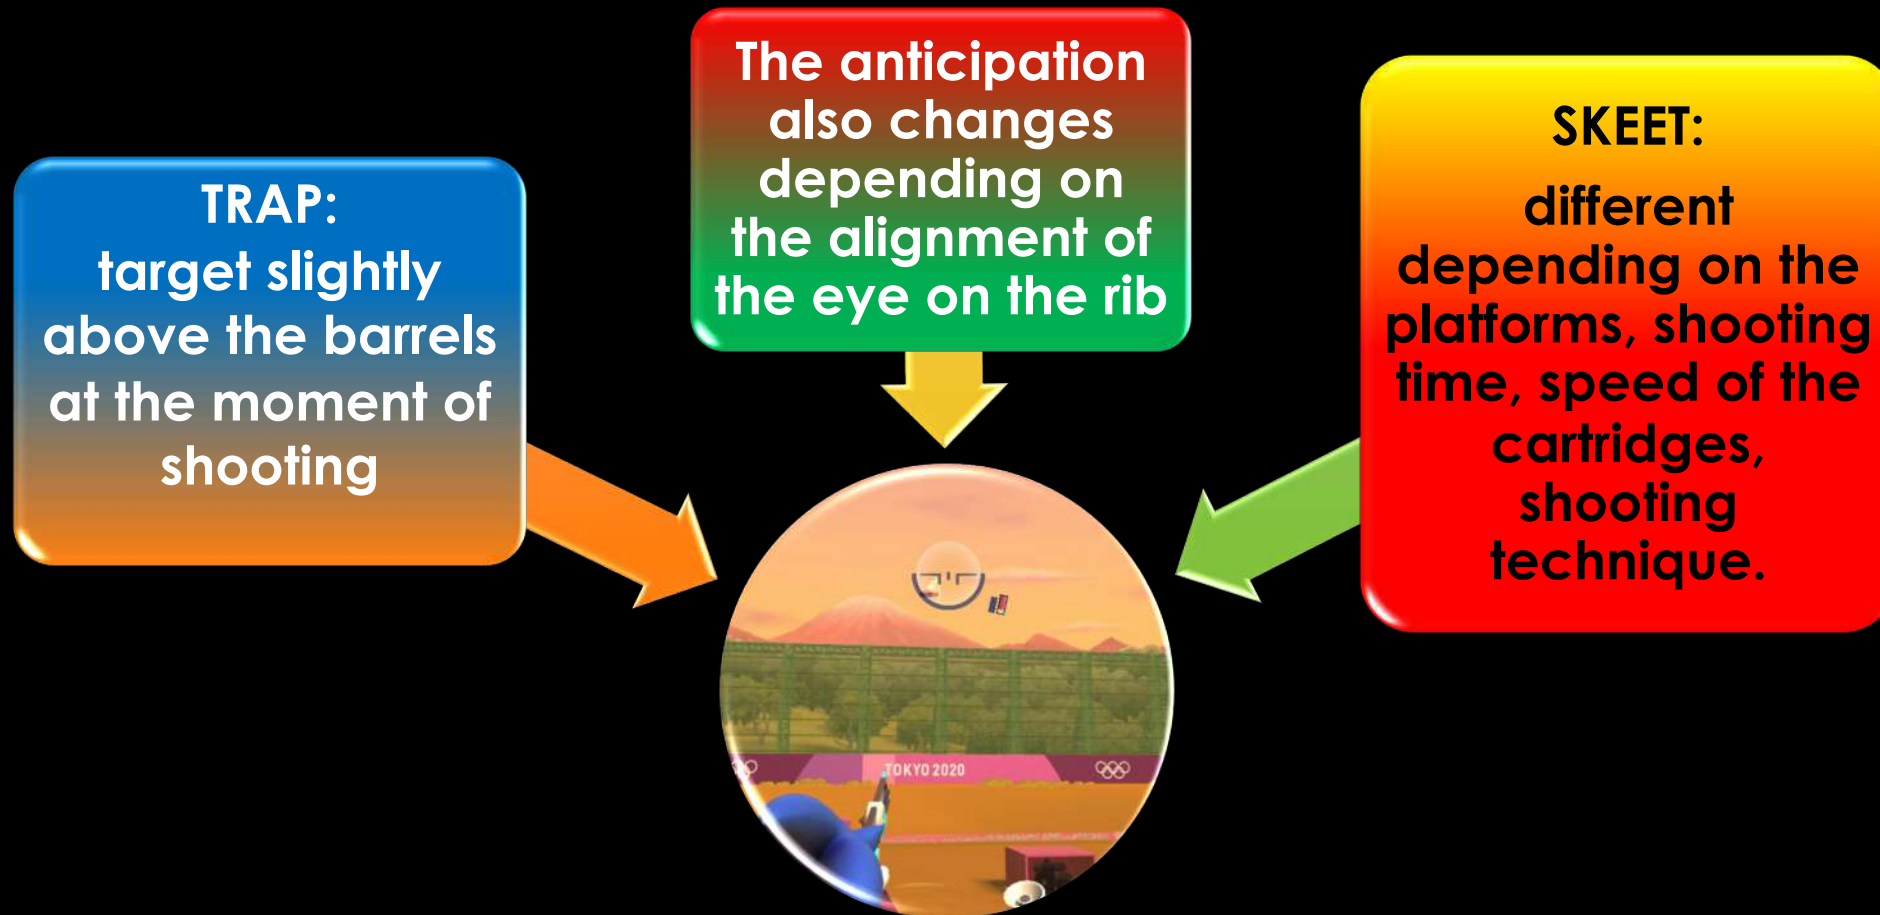 TRAP:
target slightly
above the barrels
at the moment of
shooting
The anticipation
also changes
depending on
the alignment of
the eye on the rib
SKEET:
different
depending on the
platforms, shooting
time, speed of the
cartridges,
shooting
technique.
TOKYO 2020